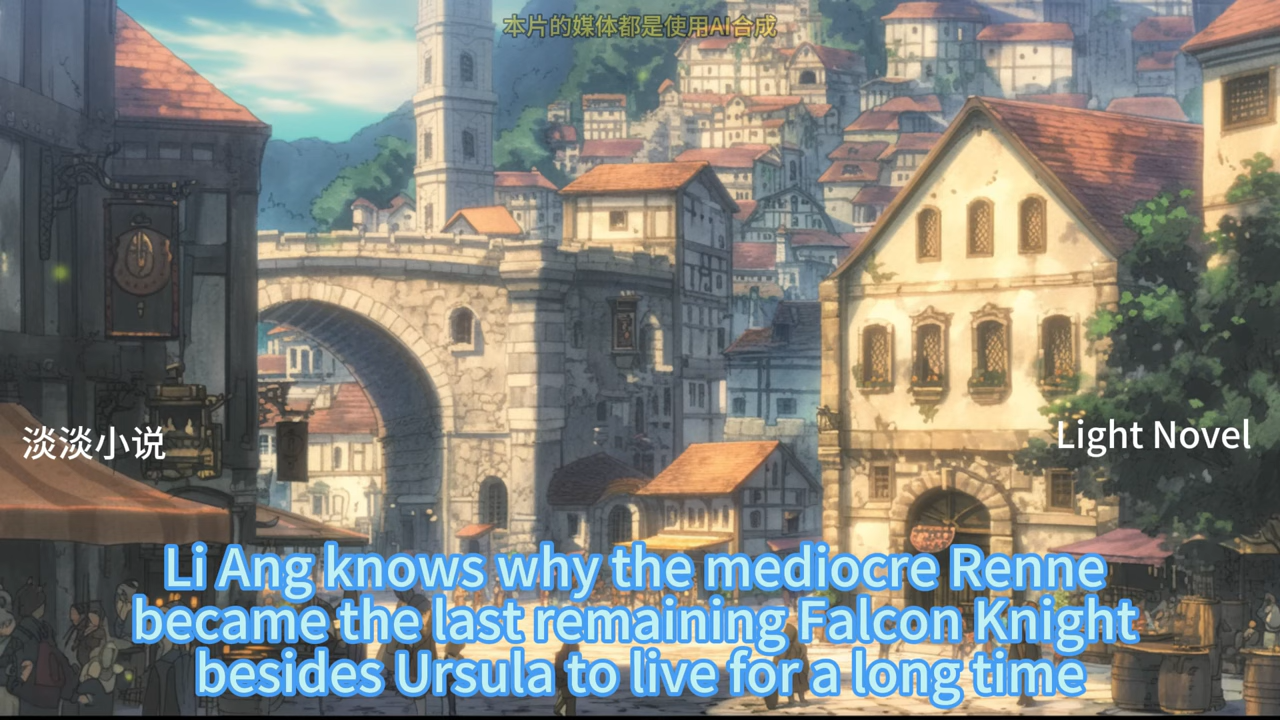 本片的媒体都是使用AI合成
淡淡小说
Light Novel
Li Ang knows why the mediocre Renne
became the last remaining Falcon Knight
besides Ursula to live for a long time